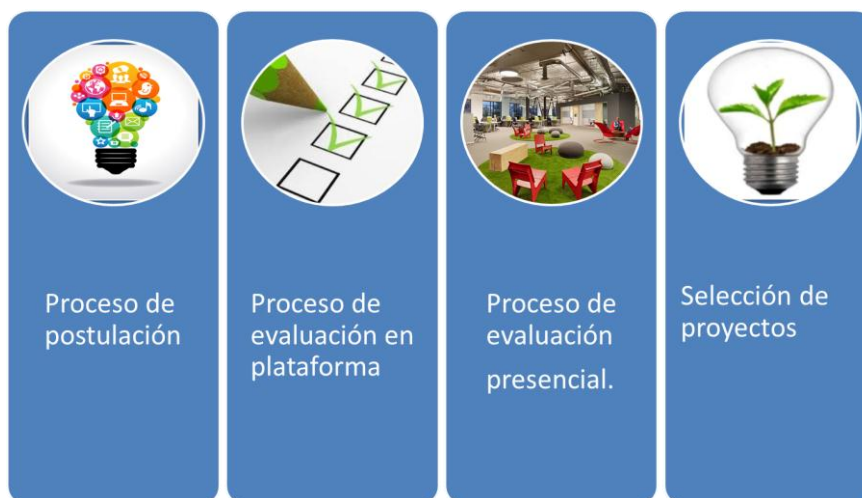 Proceso de
postulación
Proceso de
evaluación en
plataforma
Proceso de
evaluación
presencial.
Selección de
proyectos